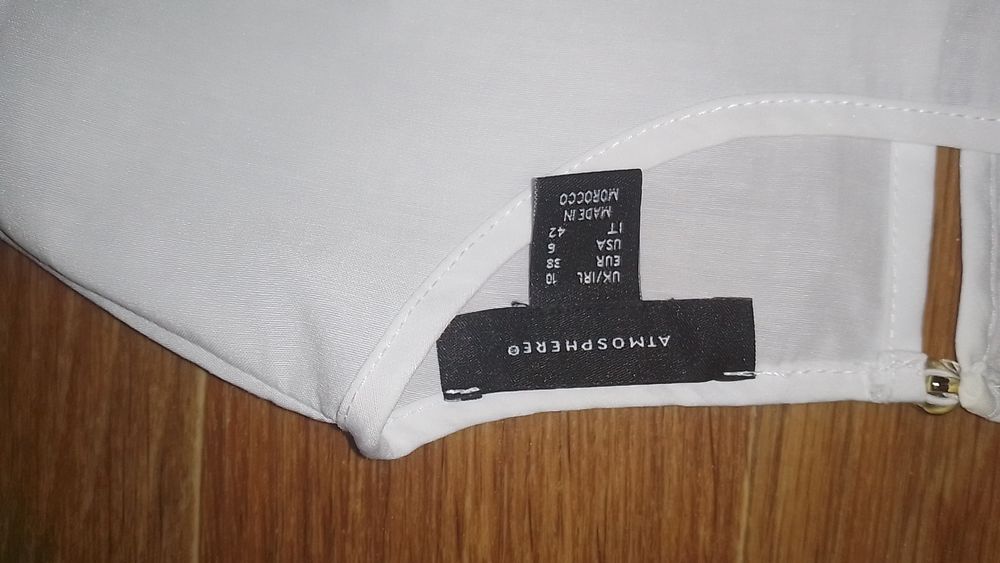 ATMOSPHERE®
UK/IRL 10
EUR 38
USA 6
IT 42
MADE IN
MOROCCO